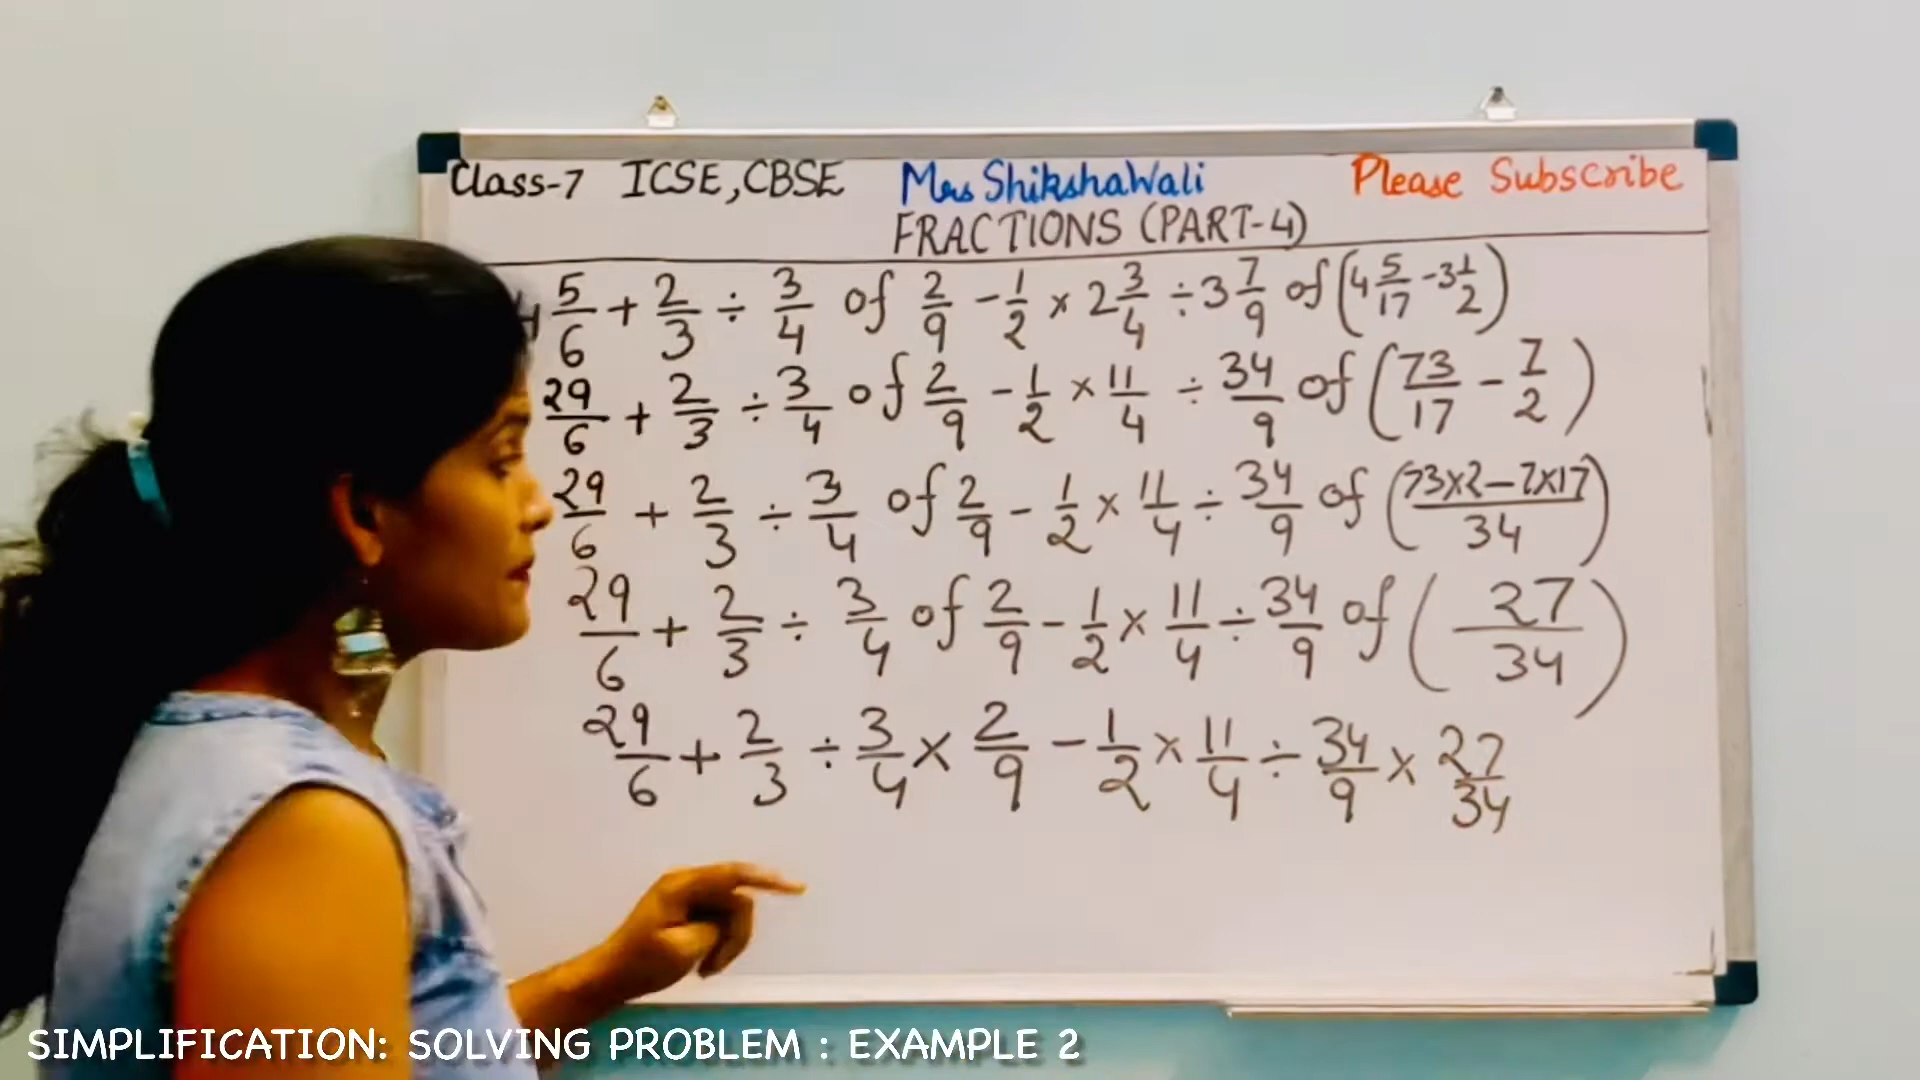 Class-7 ICSE,CBSE Mrs ShikshaWali Please Subscribe
FRACTIONS (PART-4)
4 5/6 + 2/3 ÷ 3/4 of 2/9 - 1/2 × 2 3/4 ÷ 3 7/9 of (4 5/17 - 3 1/2)
29/6 + 2/3 ÷ 3/4 of 2/9 - 1/2 × 11/4 ÷ 34/9 of (73/17 - 7/2)
29/6 + 2/3 ÷ 3/4 of 2/9 - 1/2 × 11/4 ÷ 34/9 of (73×2-7×17/34)
29/6 + 2/3 ÷ 3/4 of 2/9 - 1/2 × 11/4 ÷ 34/9 of (27/34)
29/6 + 2/3 ÷ 3/4 × 2/9 - 1/2 × 11/4 ÷ 34/9 × 27/34
SIMPLIFICATION: SOLVING PROBLEM : EXAMPLE 2